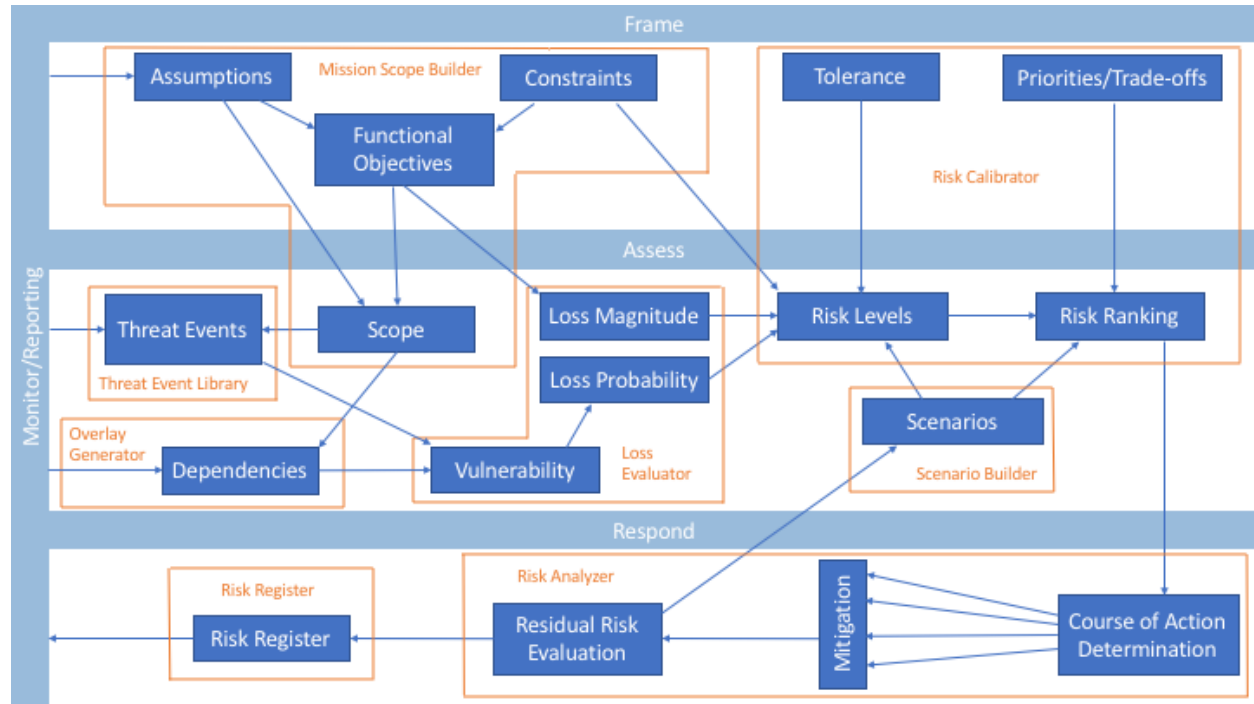 Frame
Assumptions
Mission Scope Builder
Constraints
Tolerance
Priorities/Trade-offs
Functional
Objectives
Risk Calibrator
Monitor/Reporting
Assess
Threat Events
Scope
Loss Magnitude
Risk Levels
Risk Ranking
Threat Event Library
Loss Probability
Scenarios
Overlay
Generator
Dependencies
Vulnerability
Loss
Evaluator
Scenario Builder
Respond
Risk Register
Risk Register
Risk Analyzer
Residual Risk
Evaluation
Mitigation
Course of Action
Determination